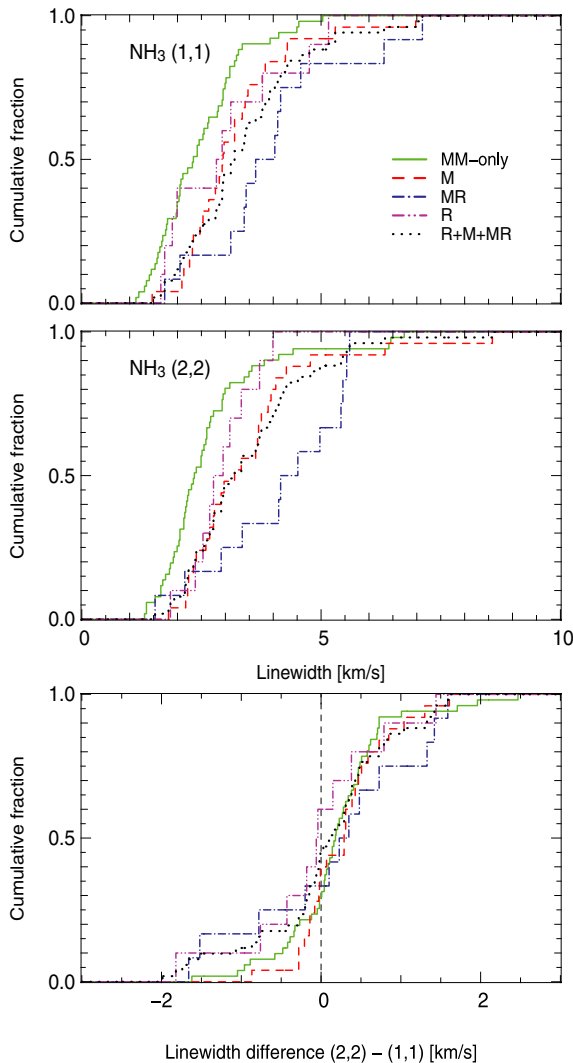 1.0
NH3 (1,1)
Cumulative fraction
0.5
MM-only
M
MR
R
R+M+MR
0.0
1.0
NH3 (2,2)
Cumulative fraction
0.5
0.0
0
5
10
Linewidth [km/s]
1.0
Cumulative fraction
0.5
0.0
−2
0
2
Linewidth difference (2,2) − (1,1) [km/s]